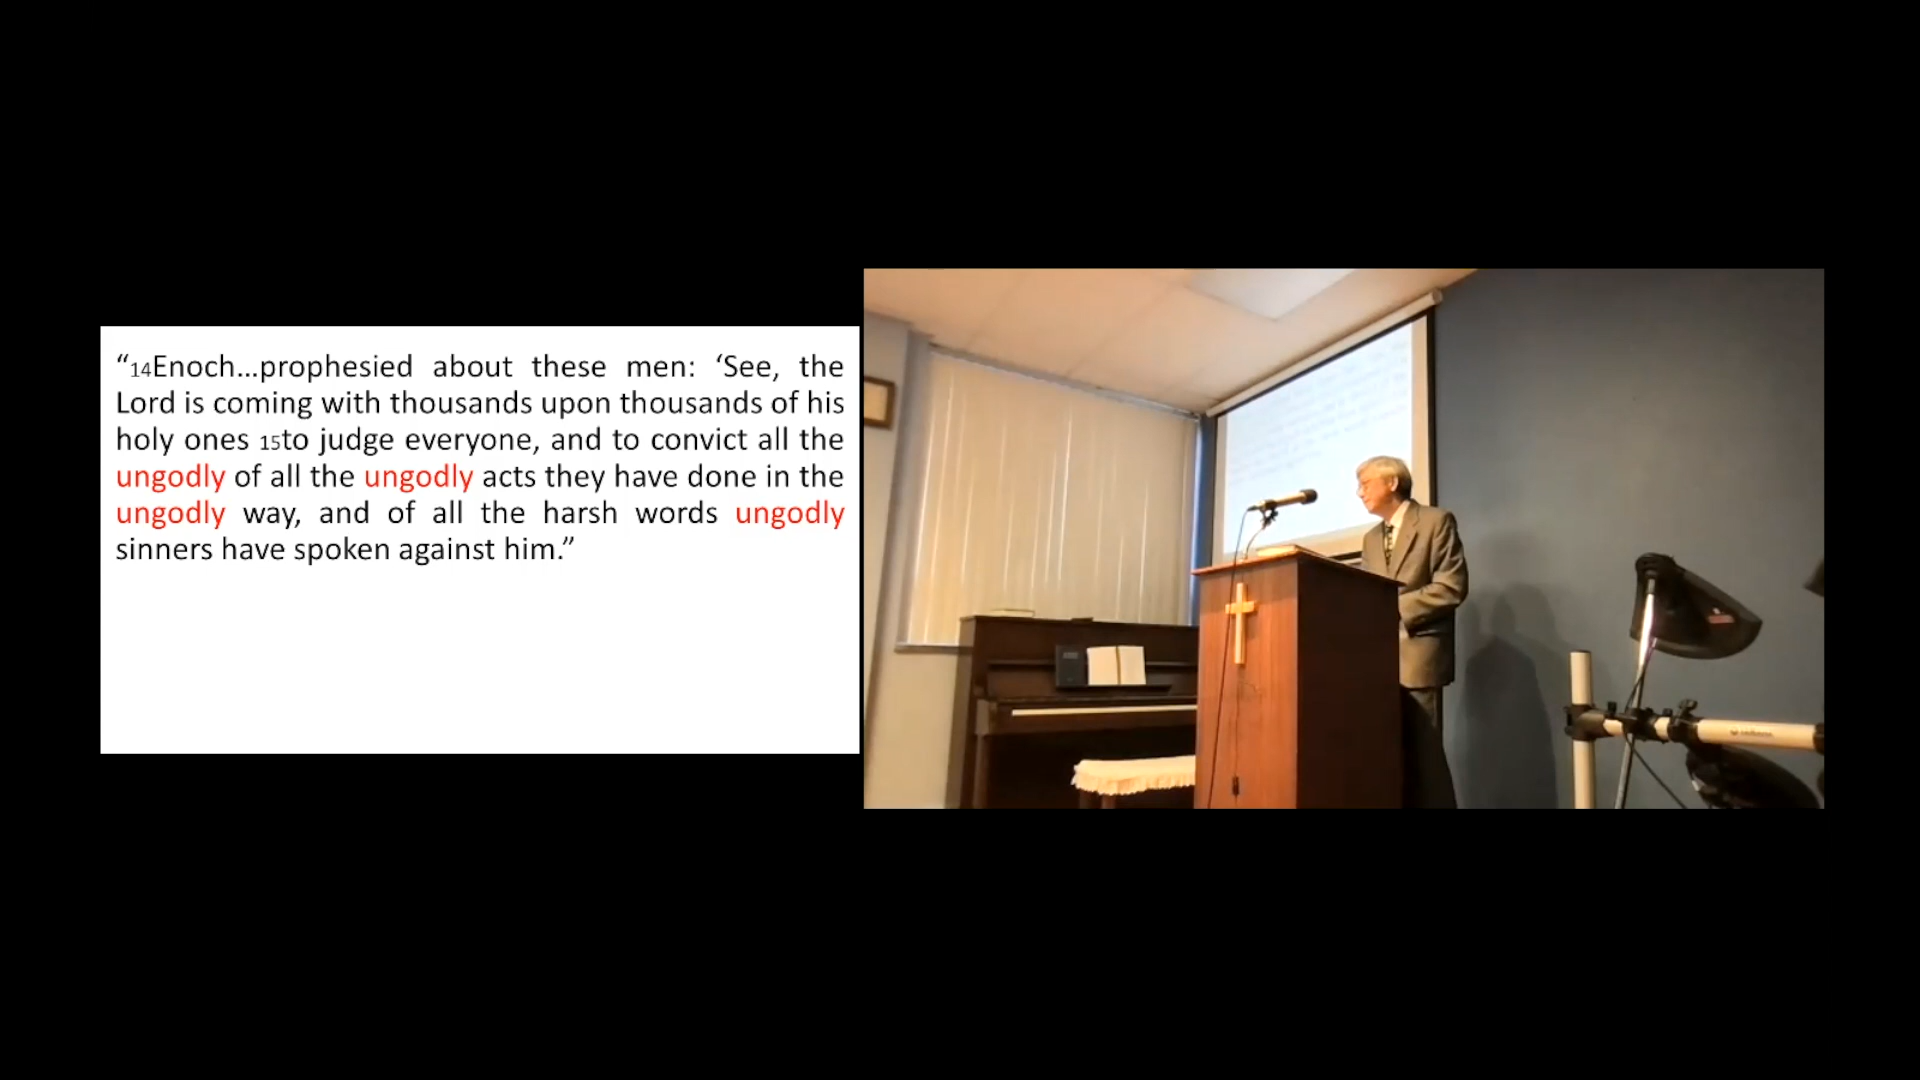 “14Enoch...prophesied about these men: ‘See, the
Lord is coming with thousands upon thousands of his
holy ones 15to judge everyone, and to convict all the
ungodly of all the ungodly acts they have done in the
ungodly way, and of all the harsh words ungodly
sinners have spoken against him.”